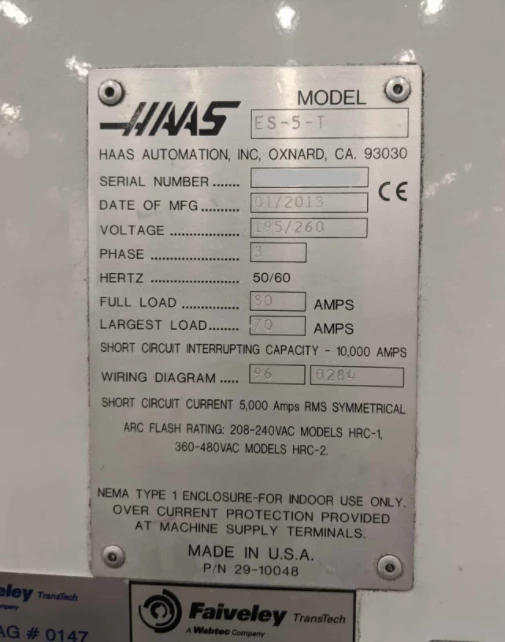 HAAS
MODEL
ES-5-T
HAAS AUTOMATION, INC, OXNARD, CA. 93030
SERIAL NUMBER .......
CE
DATE OF MFG......... 01/2013
VOLTAGE .................. 195/260
PHASE ...................... 3
HERTZ ....................... 50/60
FULL LOAD ............... 80 AMPS
LARGEST LOAD........ 70 AMPS
SHORT CIRCUIT INTERRUPTING CAPACITY - 10,000 AMPS
WIRING DIAGRAM ..... 96 0284
SHORT CIRCUIT CURRENT 5,000 Amps RMS SYMMETRICAL
ARC FLASH RATING: 208-240VAC MODELS HRC-1,
360-480VAC MODELS HRC-2.
NEMA TYPE 1 ENCLOSURE-FOR INDOOR USE ONLY.
OVER CURRENT PROTECTION PROVIDED
AT MACHINE SUPPLY TERMINALS.
MADE IN U.S.A.
P/N 29-10048
eley TransTech
Company
AG # 0147
Faiveley TransTech
A Wabtec Company